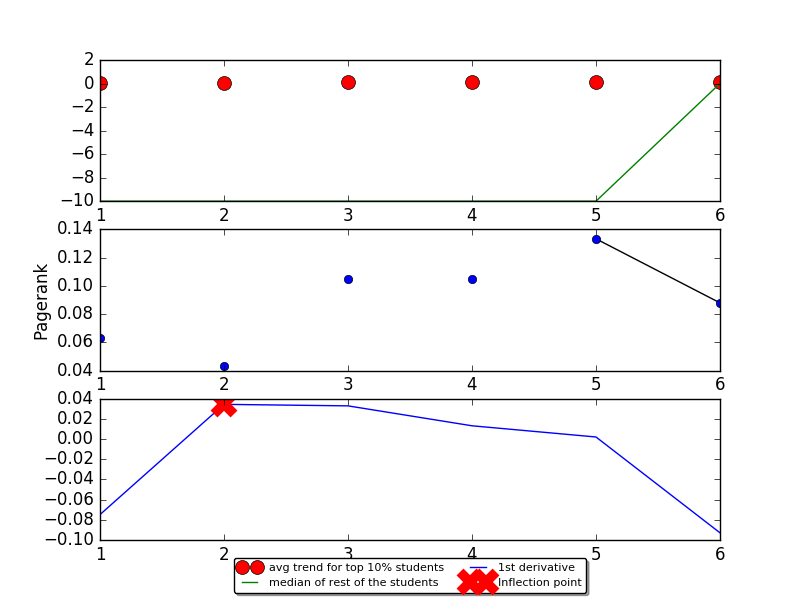 2
0
−2
−4
−6
−8
−10
1 2 3 4 5 6
Pagerank
0.14
0.12
0.10
0.08
0.06
0.04
1 2 3 4 5 6
0.04
0.02
0.00
−0.02
−0.04
−0.06
−0.08
−0.10
1 2 3 4 5 6
avg trend for top 10% students
median of rest of the students
1st derivative
Inflection point